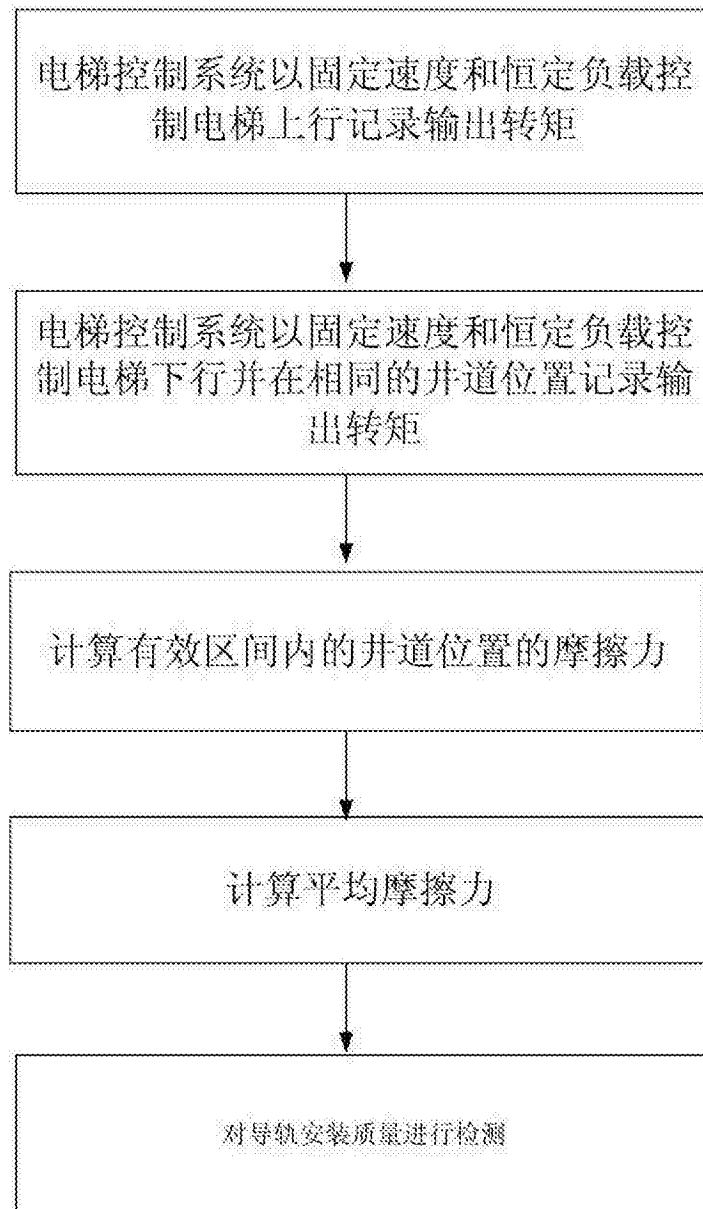 电梯控制系统以固定速度和恒定负载控
制电梯上行记录输出转矩
电梯控制系统以固定速度和恒定负载控
制电梯下行并在相同的井道位置记录输
出转矩
计算有效区间内的井道位置的摩擦力
计算平均摩擦力
对导轨安装质量进行检测